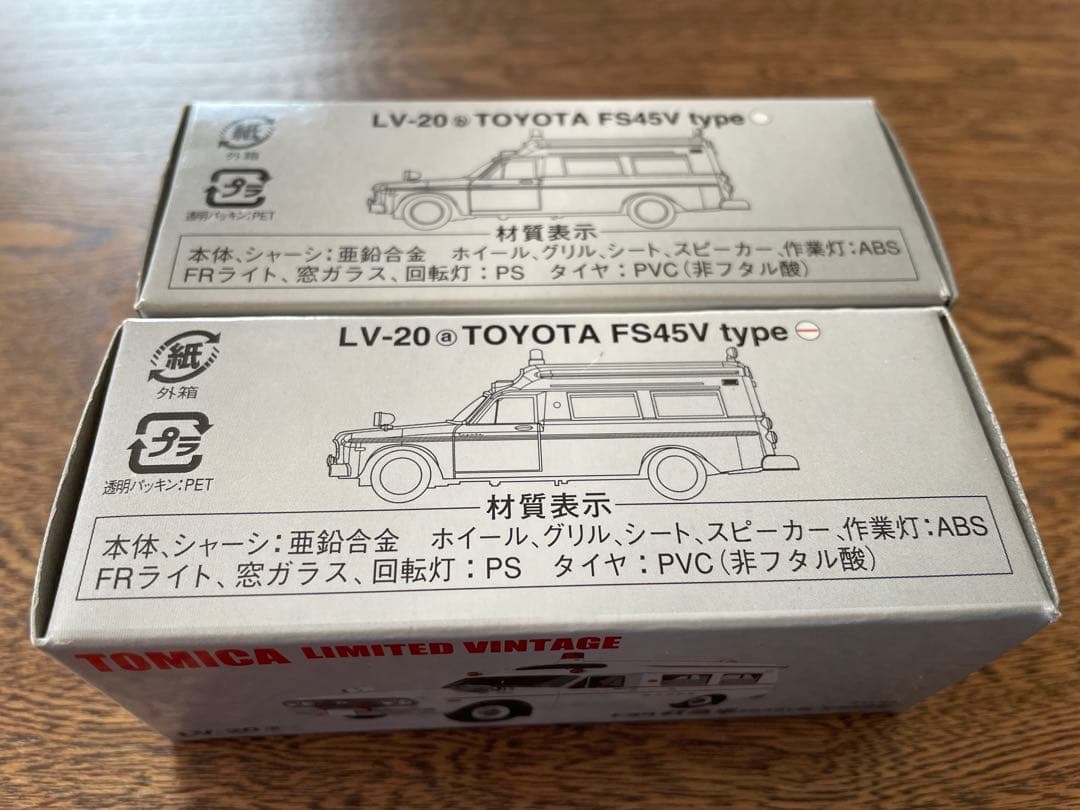 LV-20 ⓑ TOYOTA FS45V type
紙
外箱
プラ
透明パッキン:PET
材質表示
本体、シャーシ:亜鉛合金 ホイール、グリル、シート、スピーカー、作業灯:ABS
FRライト、窓ガラス、回転灯:PS タイヤ:PVC(非フタル酸)
LV-20 ⓐ TOYOTA FS45V type
紙
外箱
プラ
透明パッキン:PET
材質表示
本体、シャーシ:亜鉛合金 ホイール、グリル、シート、スピーカー、作業灯:ABS
FRライト、窓ガラス、回転灯:PS タイヤ:PVC(非フタル酸)
TOMICA LIMITED VINTAGE
LV-20